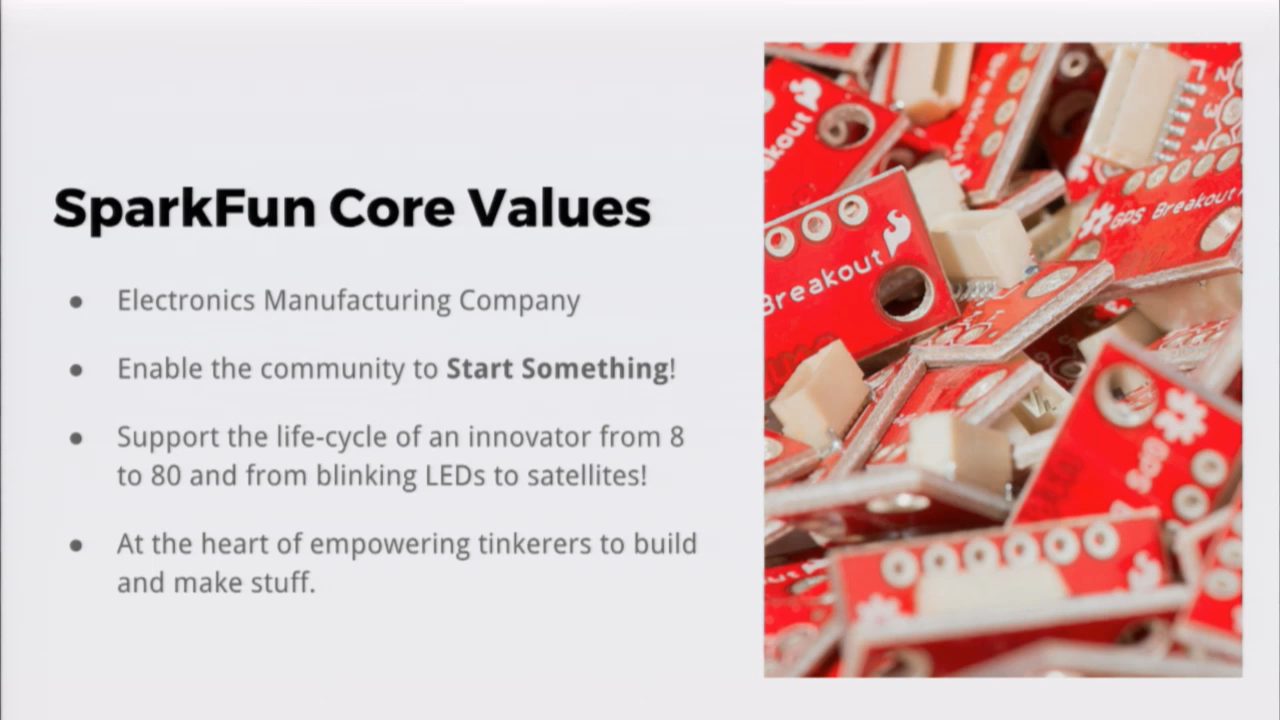 SparkFun Core Values
● Electronics Manufacturing Company
● Enable the community to Start Something!
● Support the life-cycle of an innovator from 8
to 80 and from blinking LEDs to satellites!
● At the heart of empowering tinkerers to build
and make stuff.
Breakout
GPS Breakout
GPS